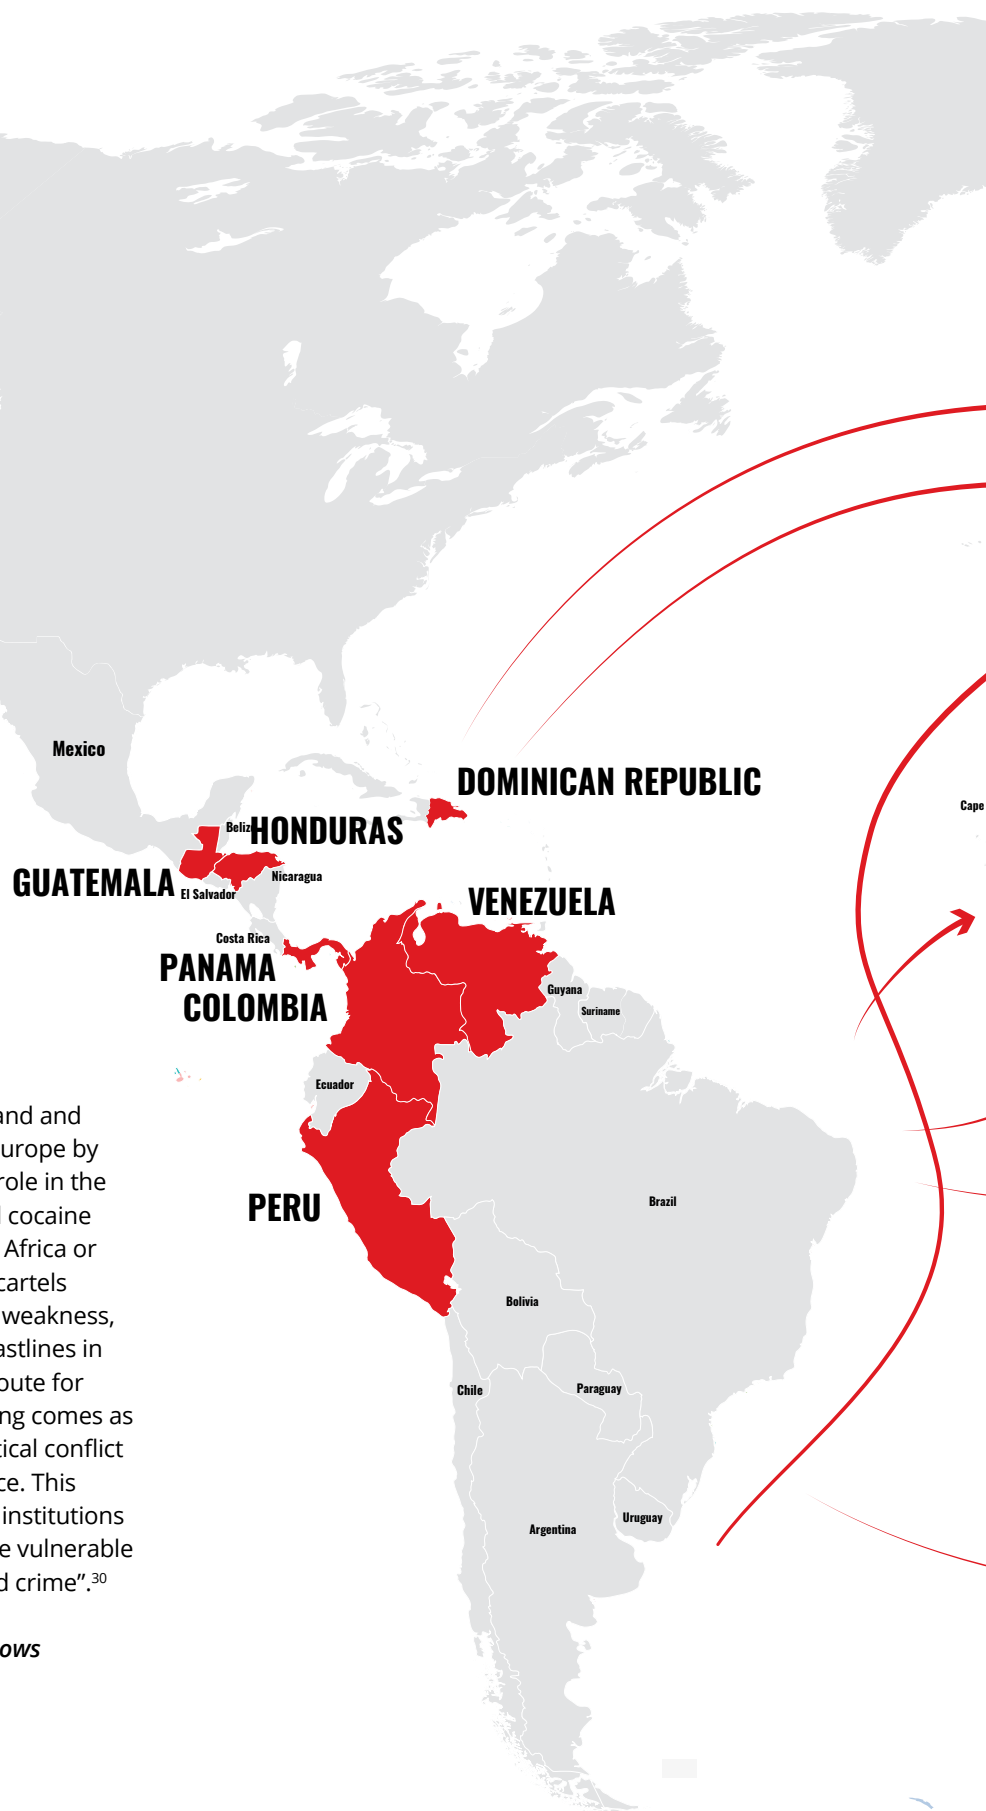 Mexico
DOMINICAN REPUBLIC
Beliz
HONDURAS
GUATEMALA
Nicaragua
El Salvador
VENEZUELA
Cape
Costa Rica
PANAMA
COLOMBIA
Guyana
Suriname
Ecuador
PERU
Brazil
Bolivia
Chile
Paraguay
Uruguay
Argentina
and and
urope by
role in the
l cocaine
Africa or
cartels
weakness,
astlines in
oute for
ng comes as
tical conflict
ce. This
institutions
e vulnerable
d crime”.³⁰
ows